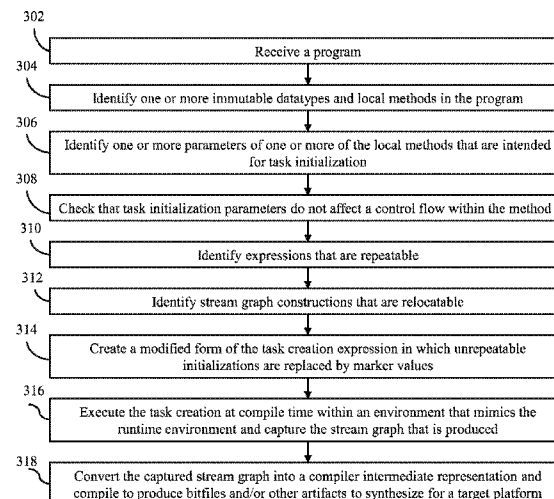 302
Receive a program
304
Identify one or more immutable datatypes and local methods in the program
306
Identify one or more parameters of one or more of the local methods that are intended
for task initialization
308
Check that task initialization parameters do not affect a control flow within the method
310
Identify expressions that are repeatable
312
Identify stream graph constructions that are relocatable
314
Create a modified form of the task creation expression in which unrepeatable
initializations are replaced by marker values
316
Execute the task creation at compile time within an environment that mimics the
runtime environment and capture the stream graph that is produced
318
Convert the captured stream graph into a compiler intermediate representation and
compile to produce bitfiles and/or other artifacts to synthesize for a target platform